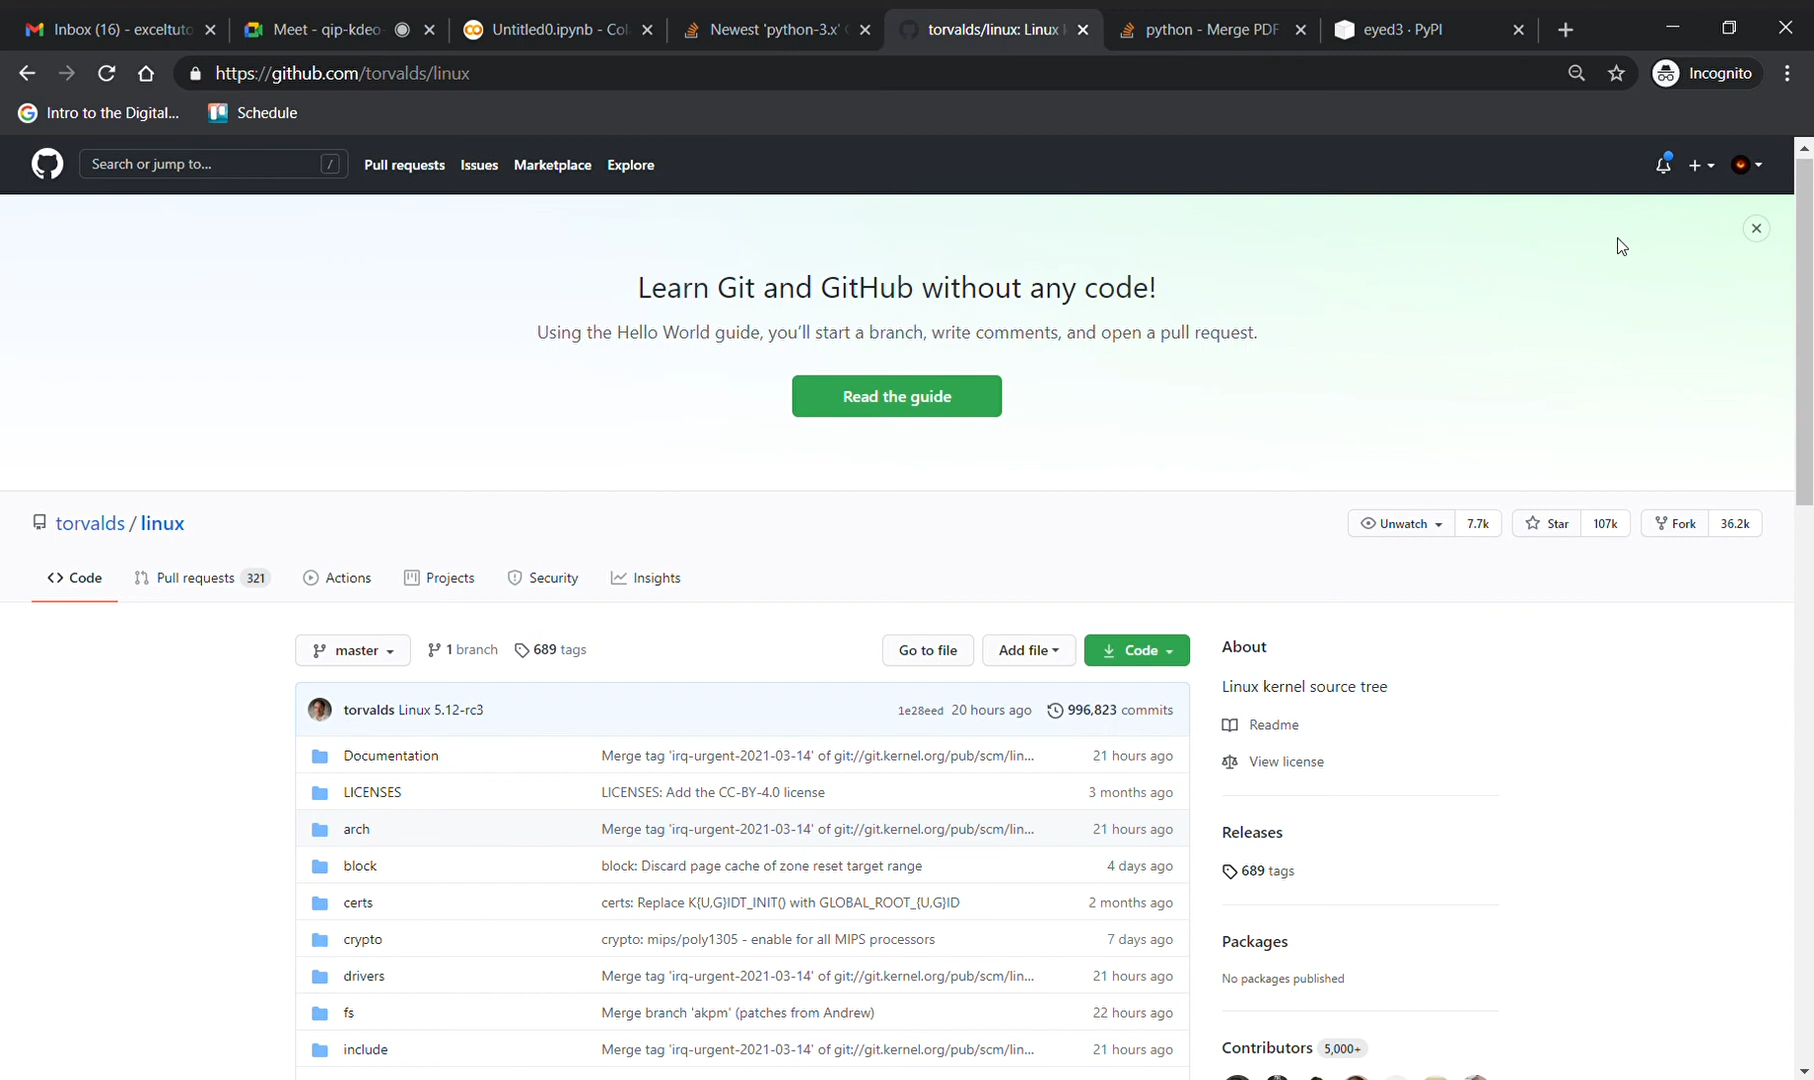 Inbox (16) - exceltuto
Meet - qip-kdeo-
Untitled0.ipynb - Col
Newest 'python-3.x'
torvalds/linux: Linux k
python - Merge PDF
eyed3 · PyPI
https://github.com/torvalds/linux
Incognito
Intro to the Digital...
Schedule
Search or jump to...
/
Pull requests
Issues
Marketplace
Explore
Learn Git and GitHub without any code!
Using the Hello World guide, you'll start a branch, write comments, and open a pull request.
Read the guide
torvalds / linux
Unwatch 7.7k
Star 107k
Fork 36.2k
Code
Pull requests 321
Actions
Projects
Security
Insights
master
1 branch
689 tags
Go to file
Add file
Code
torvalds Linux 5.12-rc3
1e28eed 20 hours ago
996,823 commits
Documentation Merge tag 'irq-urgent-2021-03-14' of git://git.kernel.org/pub/scm/lin... 21 hours ago
LICENSES LICENSES: Add the CC-BY-4.0 license 3 months ago
arch Merge tag 'irq-urgent-2021-03-14' of git://git.kernel.org/pub/scm/lin... 21 hours ago
block block: Discard page cache of zone reset target range 4 days ago
certs certs: Replace K{U,G}IDT_INIT() with GLOBAL_ROOT_{U,G}ID 2 months ago
crypto crypto: mips/poly1305 - enable for all MIPS processors 7 days ago
drivers Merge tag 'irq-urgent-2021-03-14' of git://git.kernel.org/pub/scm/lin... 21 hours ago
fs Merge branch 'akpm' (patches from Andrew) 22 hours ago
include Merge tag 'irq-urgent-2021-03-14' of git://git.kernel.org/pub/scm/lin... 21 hours ago
About
Linux kernel source tree
Readme
View license
Releases
689 tags
Packages
No packages published
Contributors 5,000+